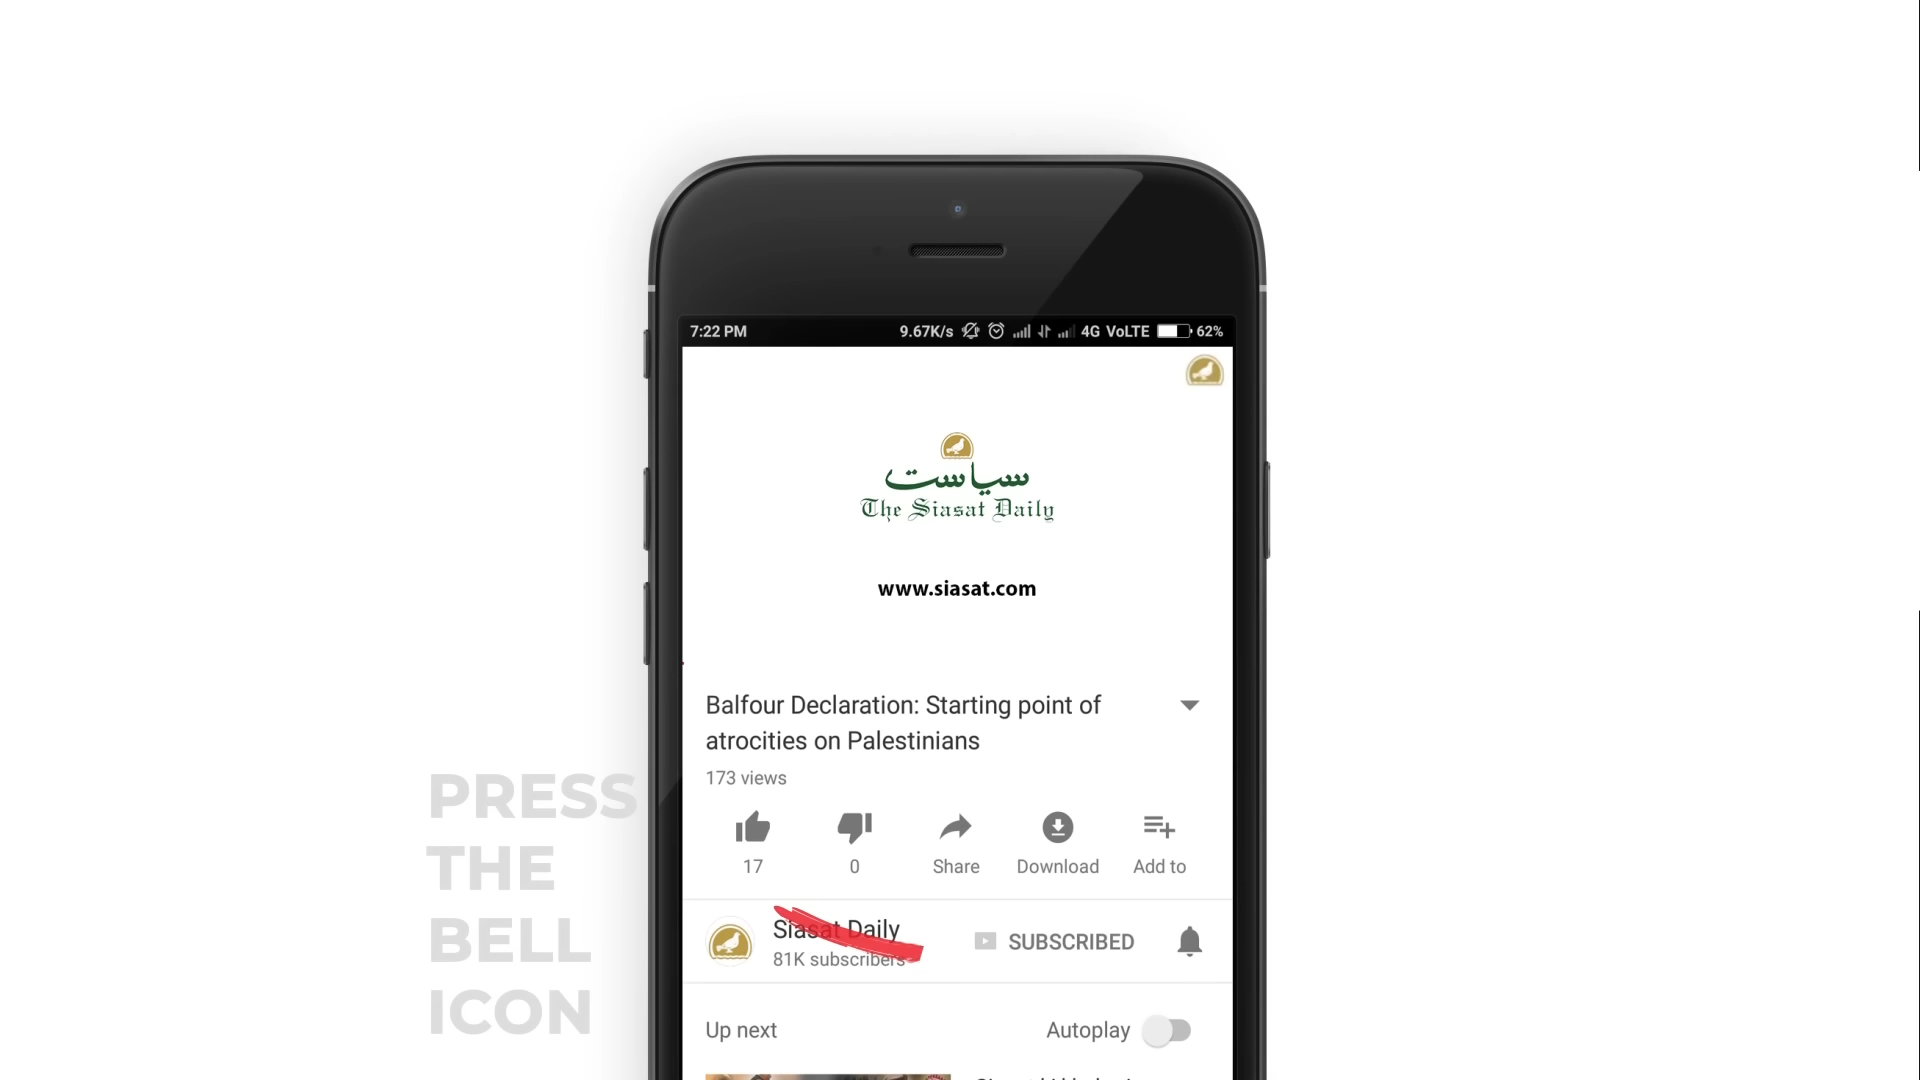 7:22 PM
9.67K/s 4G VoLTE 62%
سیاست
The Siasat Daily
www.siasat.com
Balfour Declaration: Starting point of
atrocities on Palestinians
173 views
17
0
Share
Download
Add to
Siasat Daily
81K subscribers
SUBSCRIBED
Up next
Autoplay
PRESS
THE
BELL
ICON